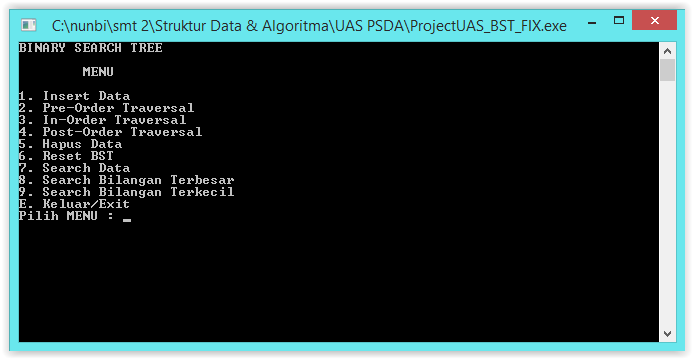 C:\nunbi\smt 2\Struktur Data & Algoritma\UAS PSDA\ProjectUAS_BST_FIX.exe
BINARY SEARCH TREE
MENU
1. Insert Data
2. Pre-Order Traversal
3. In-Order Traversal
4. Post-Order Traversal
5. Hapus Data
6. Reset BST
7. Search Data
8. Search Bilangan Terbesar
9. Search Bilangan Terkecil
E. Keluar/Exit
Pilih MENU : _